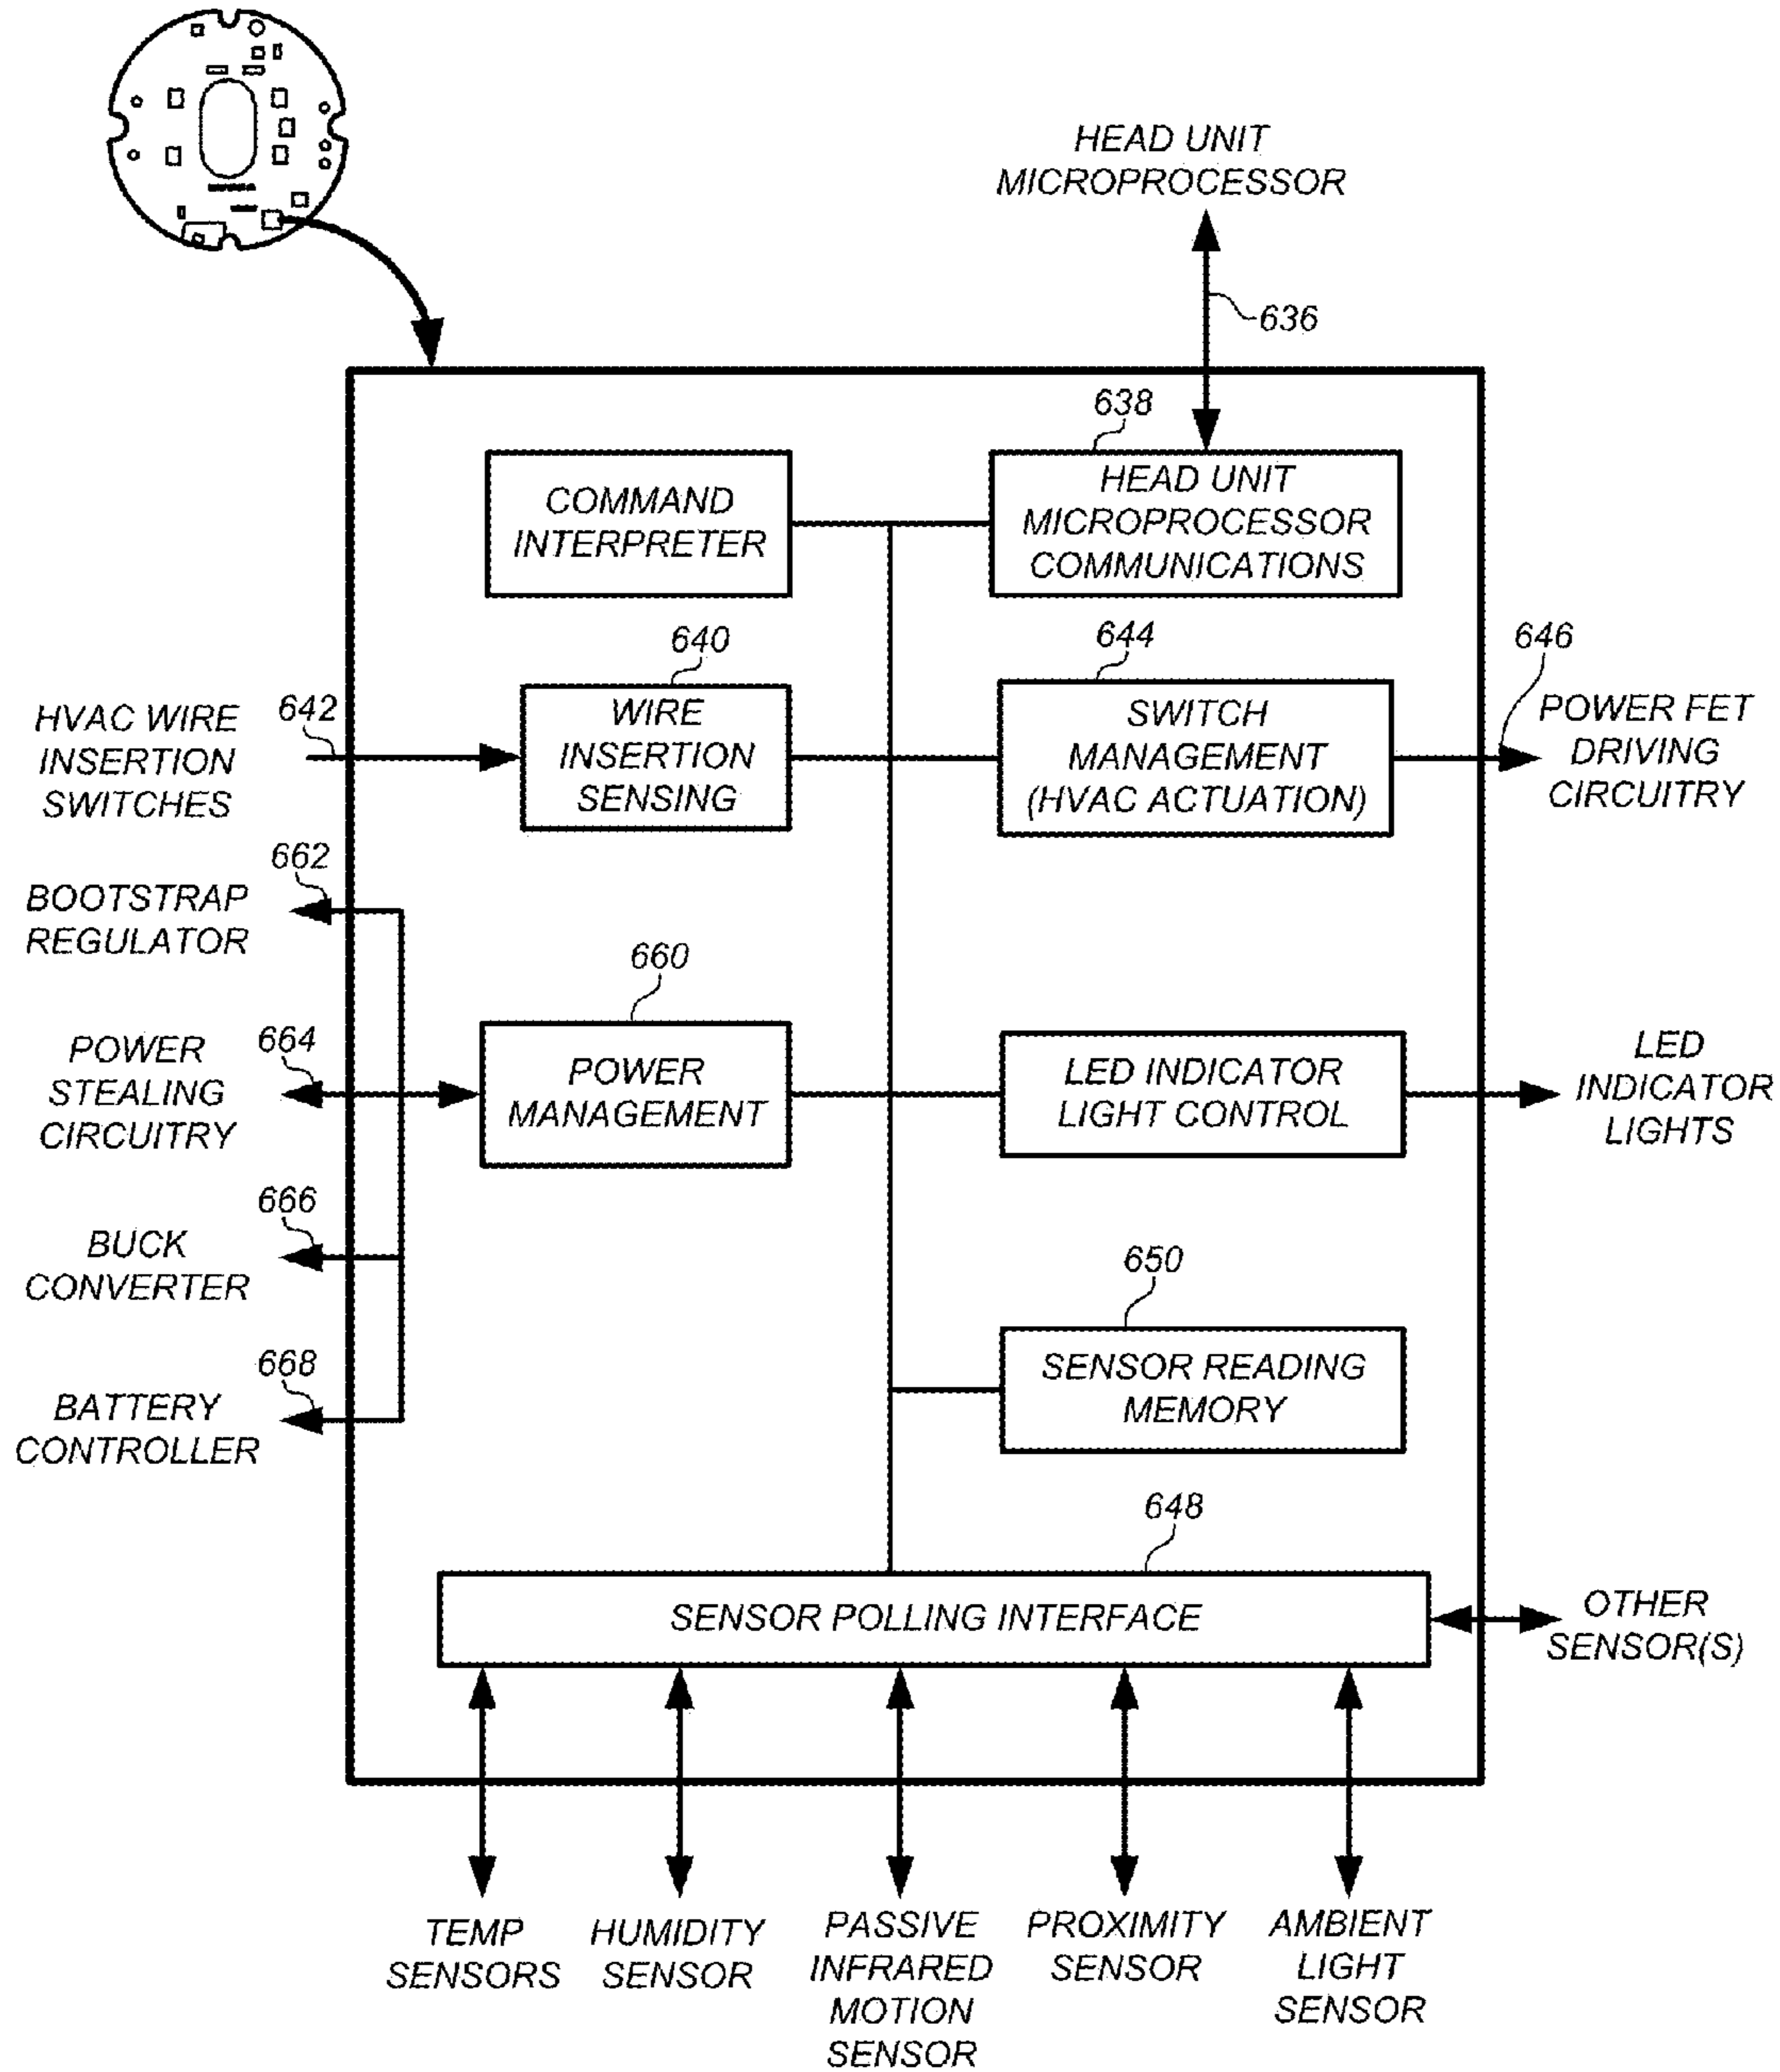 HEAD UNIT
MICROPROCESSOR
636
638
COMMAND
INTERPRETER
HEAD UNIT
MICROPROCESSOR
COMMUNICATIONS
640
644
646
HVAC WIRE
INSERTION
SWITCHES
642
WIRE
INSERTION
SENSING
SWITCH
MANAGEMENT
(HVAC ACTUATION)
POWER FET
DRIVING
CIRCUITRY
662
BOOTSTRAP
REGULATOR
660
664
POWER
STEALING
CIRCUITRY
POWER
MANAGEMENT
LED INDICATOR
LIGHT CONTROL
LED
INDICATOR
LIGHTS
666
BUCK
CONVERTER
650
668
BATTERY
CONTROLLER
SENSOR READING
MEMORY
648
SENSOR POLLING INTERFACE
OTHER
SENSOR(S)
TEMP
SENSORS
HUMIDITY
SENSOR
PASSIVE
INFRARED
MOTION
SENSOR
PROXIMITY
SENSOR
AMBIENT
LIGHT
SENSOR